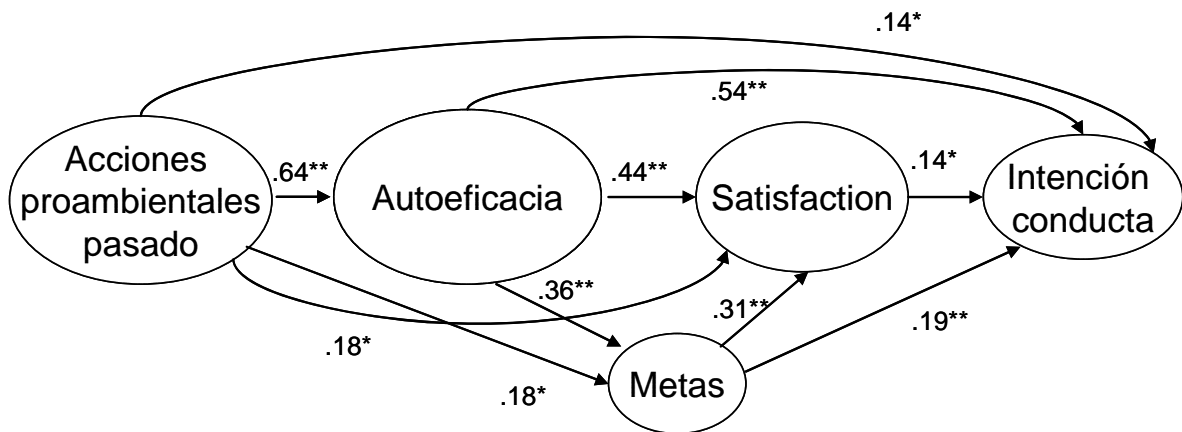 .14*
.54**
Acciones
proambientales
pasado
.64**
Autoeficacia
.44**
Satisfaction
.14*
Intención
conducta
.36**
.31**
.19**
.18*
.18*
Metas